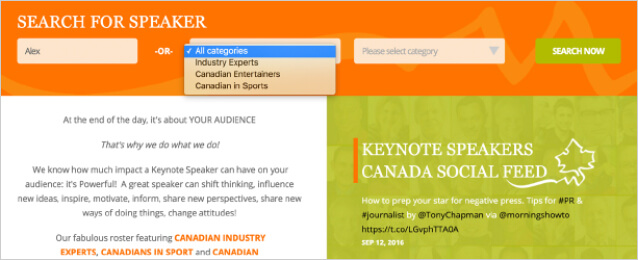 SEARCH FOR SPEAKER
Alex
-OR-
✓ All categories
Industry Experts
Canadian Entertainers
Canadian in Sports
Please select category
SEARCH NOW
At the end of the day, it's about YOUR AUDIENCE
That's why we do what we do!
We know how much impact a Keynote Speaker can have on
your audience: it's Powerful! A great speaker can shift thinking, influence
new ideas, inspire, motivate, inform, share new perspectives, share new
ways of doing things, change attitudes!
Our fabulous roster featuring CANADIAN INDUSTRY
EXPERTS, CANADIANS IN SPORT and CANADIAN
KEYNOTE SPEAKERS
CANADA SOCIAL FEED
How to prep your star for negative press. Tips for #PR &
#journalist by @TonyChapman via @morningshowto
https://t.co/LGvphTTA0A
SEP 12, 2016